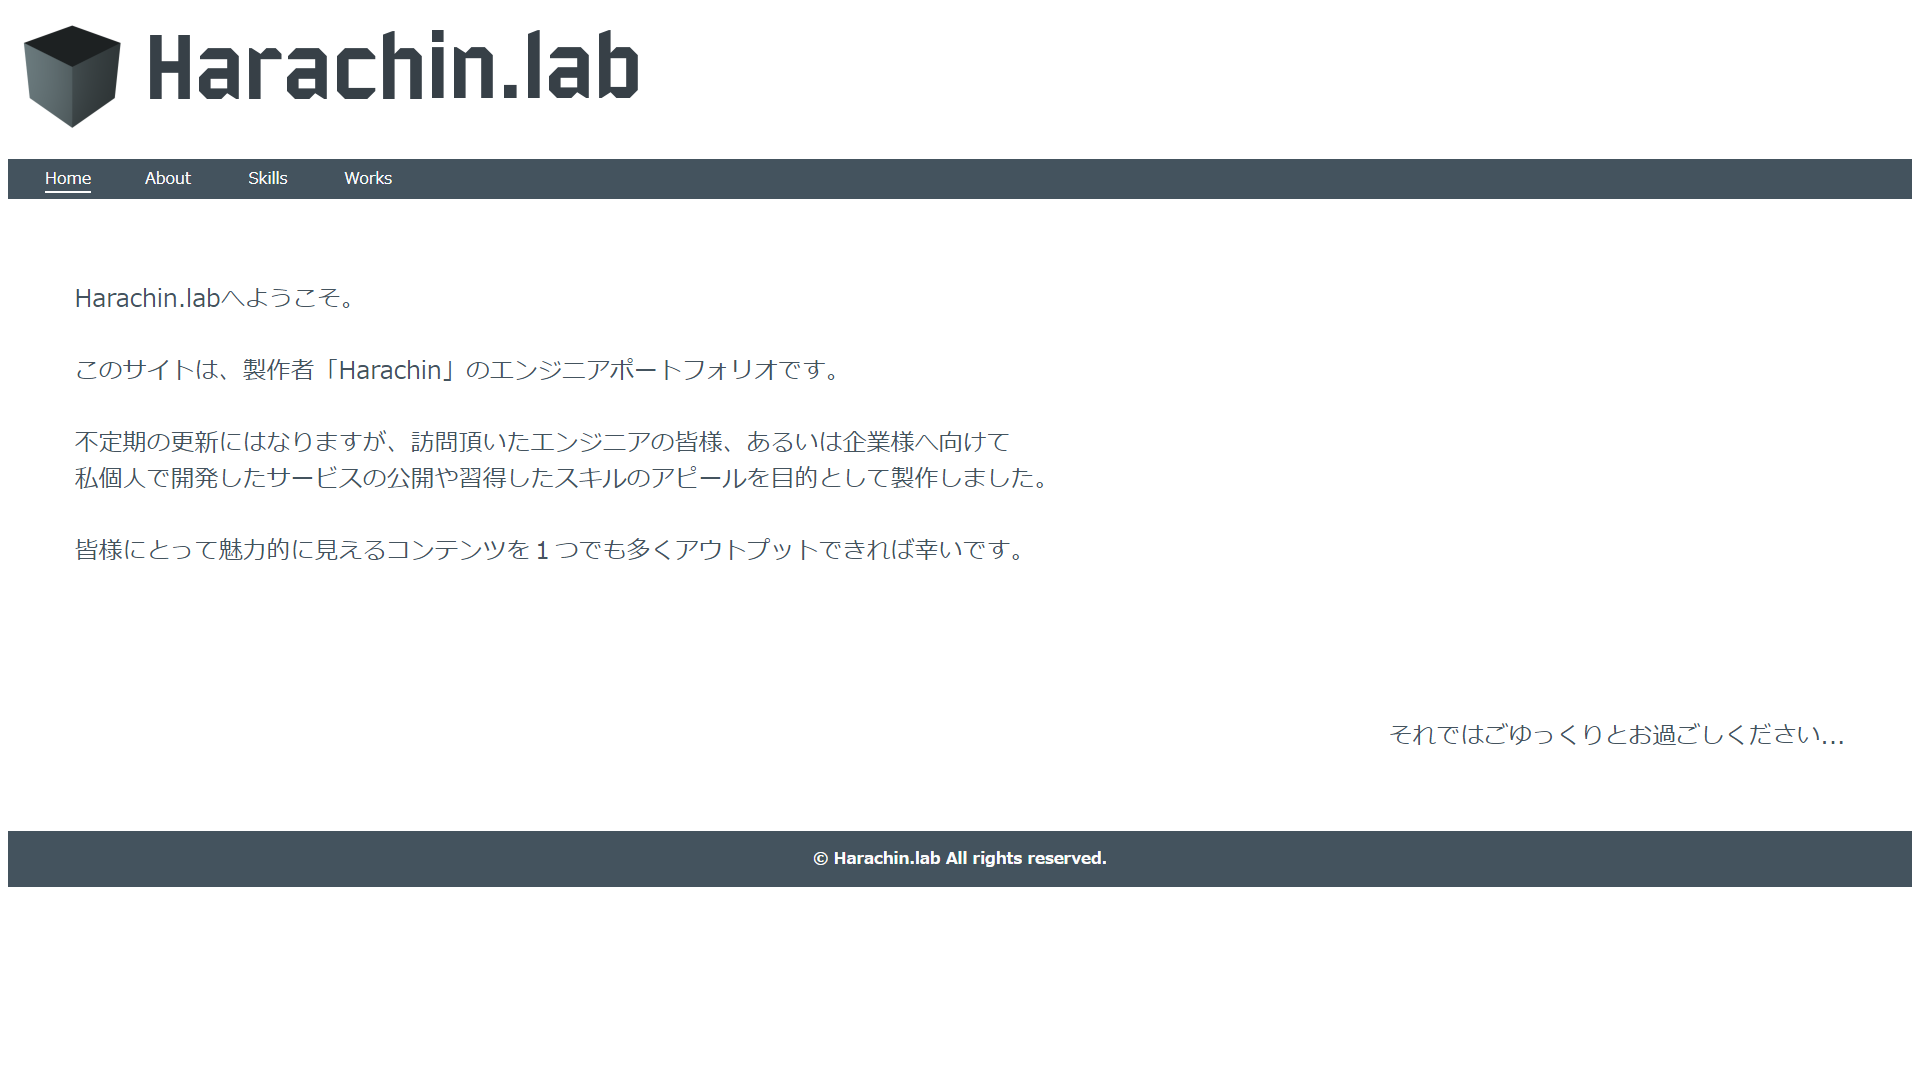 Harachin.lab
Home About Skills Works
Harachin.labへようこそ。
このサイトは、製作者「Harachin」のエンジニアポートフォリオです。
不定期の更新にはなりますが、訪問頂いたエンジニアの皆様、あるいは企業様へ向けて
私個人で開発したサービスの公開や習得したスキルのアピールを目的として製作しました。
皆様にとって魅力的に見えるコンテンツを１つでも多くアウトプットできれば幸いです。
それではごゆっくりとお過ごしください...
© Harachin.lab All rights reserved.